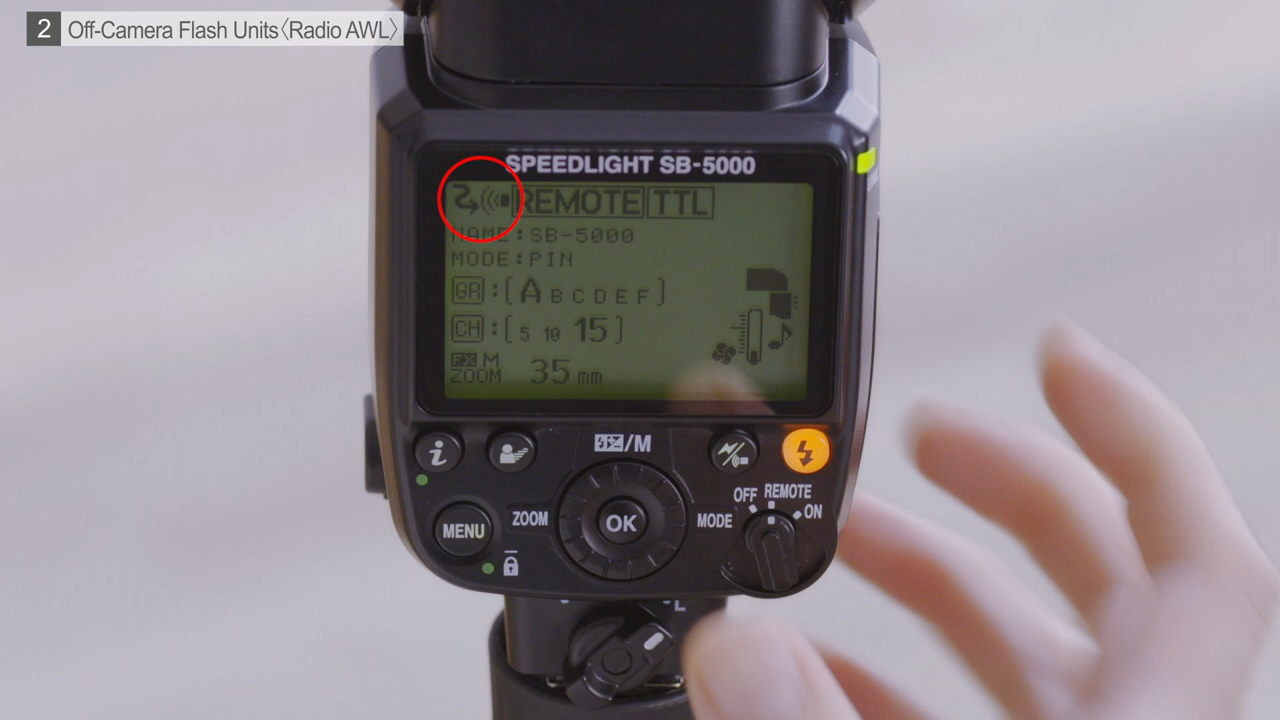 2 Off-Camera Flash Units〈Radio AWL〉
SPEEDLIGHT SB-5000
REMOTE TTL
NAME:SB-5000
MODE:PIN
GR:[A B C D E F]
CH:[5 10 15]
FX M
ZOOM 35mm
i
/M
OFF REMOTE ON
MENU
ZOOM
OK
MODE
L